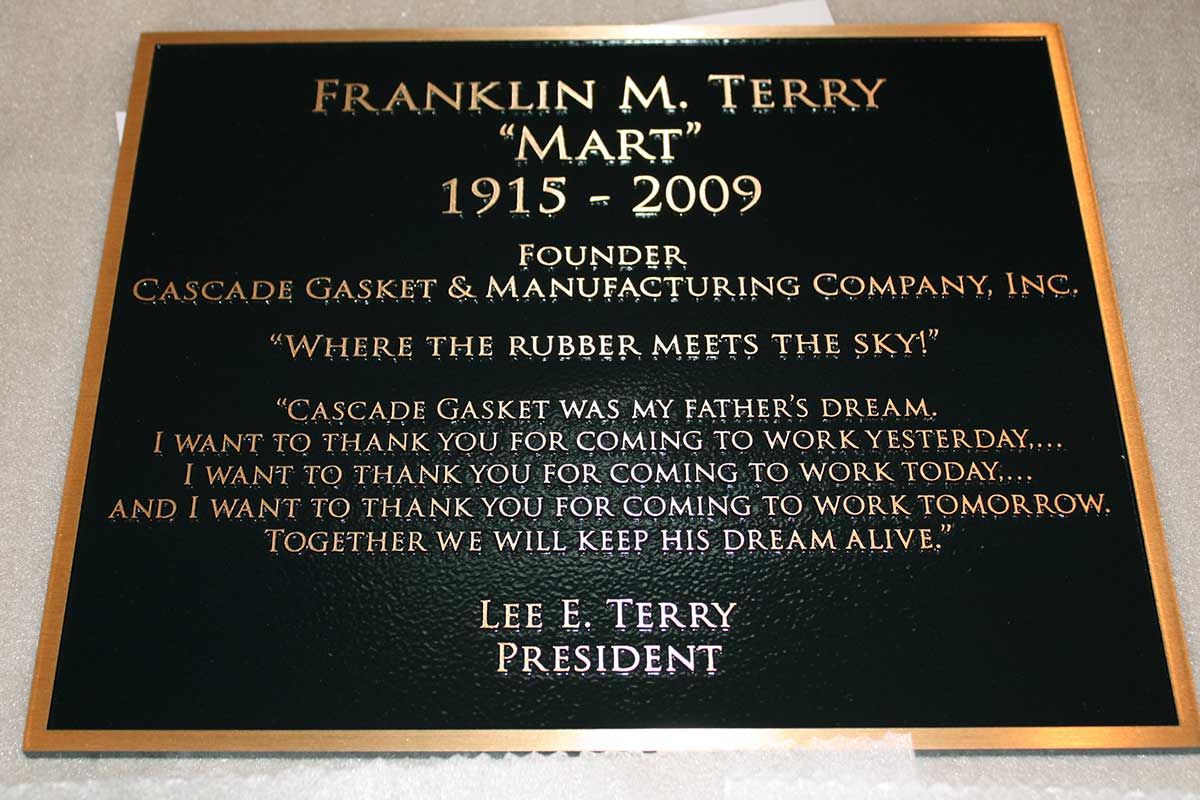 Franklin M. Terry
“Mart”
1915 - 2009
Founder
Cascade Gasket & Manufacturing Company, Inc.
“Where the rubber meets the sky!”
“Cascade Gasket was my father’s dream.
I want to thank you for coming to work yesterday,...
I want to thank you for coming to work today,...
and I want to thank you for coming to work tomorrow.
Together we will keep his dream alive.”
Lee E. Terry
President